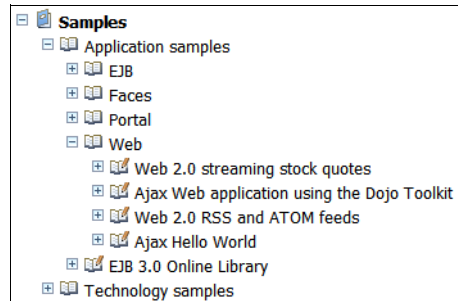 Samples
Application samples
EJB
Faces
Portal
Web
Web 2.0 streaming stock quotes
Ajax Web application using the Dojo Toolkit
Web 2.0 RSS and ATOM feeds
Ajax Hello World
EJB 3.0 Online Library
Technology samples